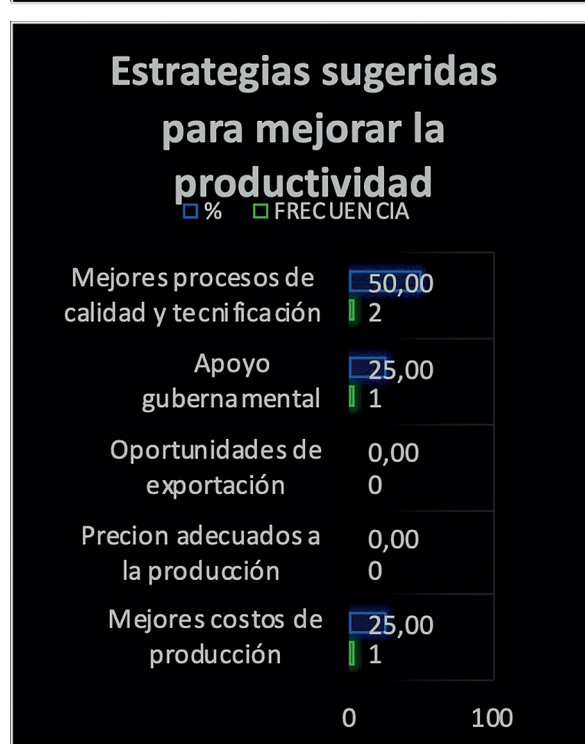 Estrategias sugeridas
para mejorar la
productividad
% FRECUENCIA
Mejores procesos de
calidad y tecnificación
50,00
2
Apoyo
gubernamental
25,00
1
Oportunidades de
exportación
0,00
0
Precion adecuados a
la producción
0,00
0
Mejores costos de
producción
25,00
1
0 100